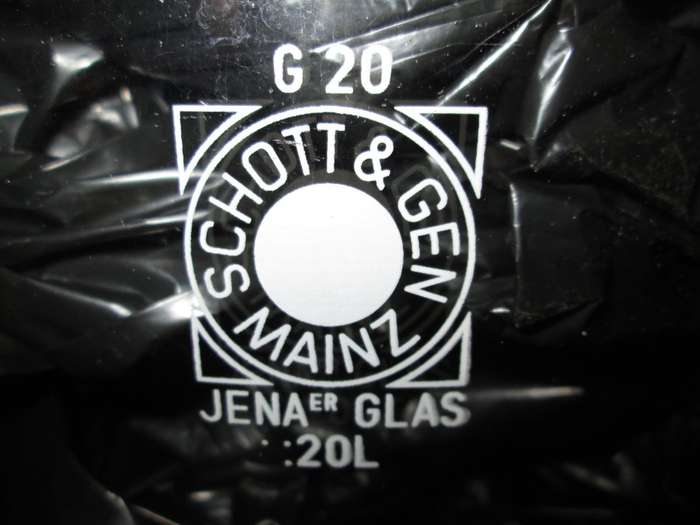 G 20
SCHOTT & GEN
MAINZ
JENAER GLAS
::20L